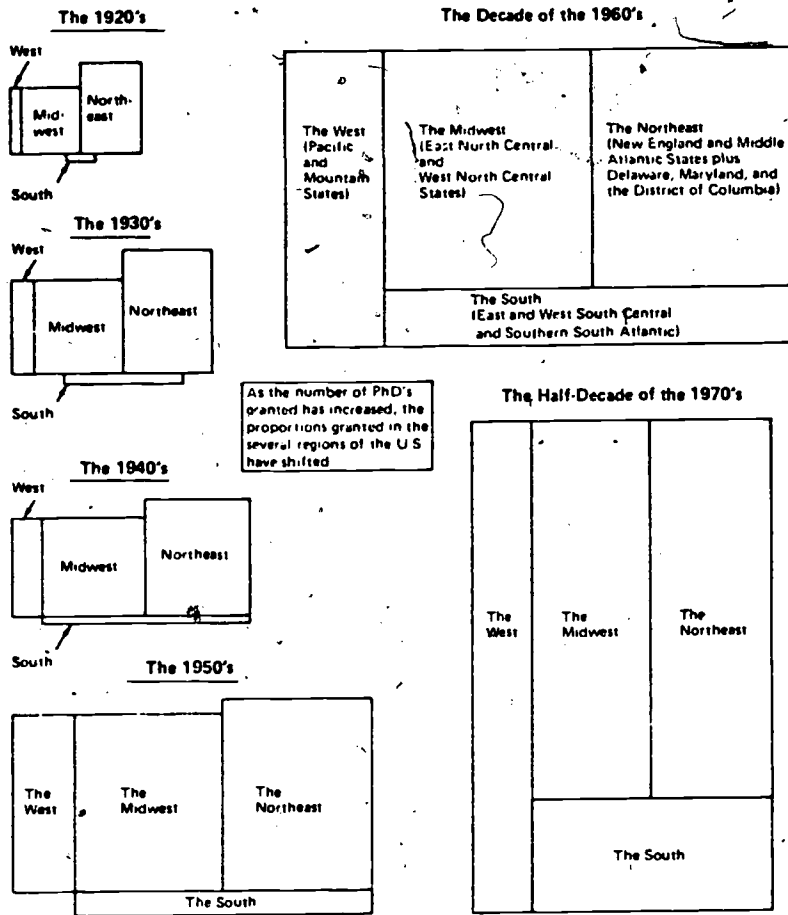 The 1920's
West
Mid-
west
North-
east
South
The 1930's
West
Midwest
Northeast
South
The 1940's
West
Midwest
Northeast
South
The 1950's
The
West
The
Midwest
The
Northeast
The South
The Decade of the 1960's
The West
(Pacific
and
Mountain
States)
The Midwest
(East North Central
and
West North Central
States)
The Northeast
(New England and Middle
Atlantic States plus
Delaware, Maryland, and
the District of Columbia)
The South
(East and West South Central
and Southern South Atlantic)
As the number of PhD's
granted has increased, the
proportions granted in the
several regions of the U S
have shifted
The Half-Decade of the 1970's
The
West
The
Midwest
The
Northeast
The South